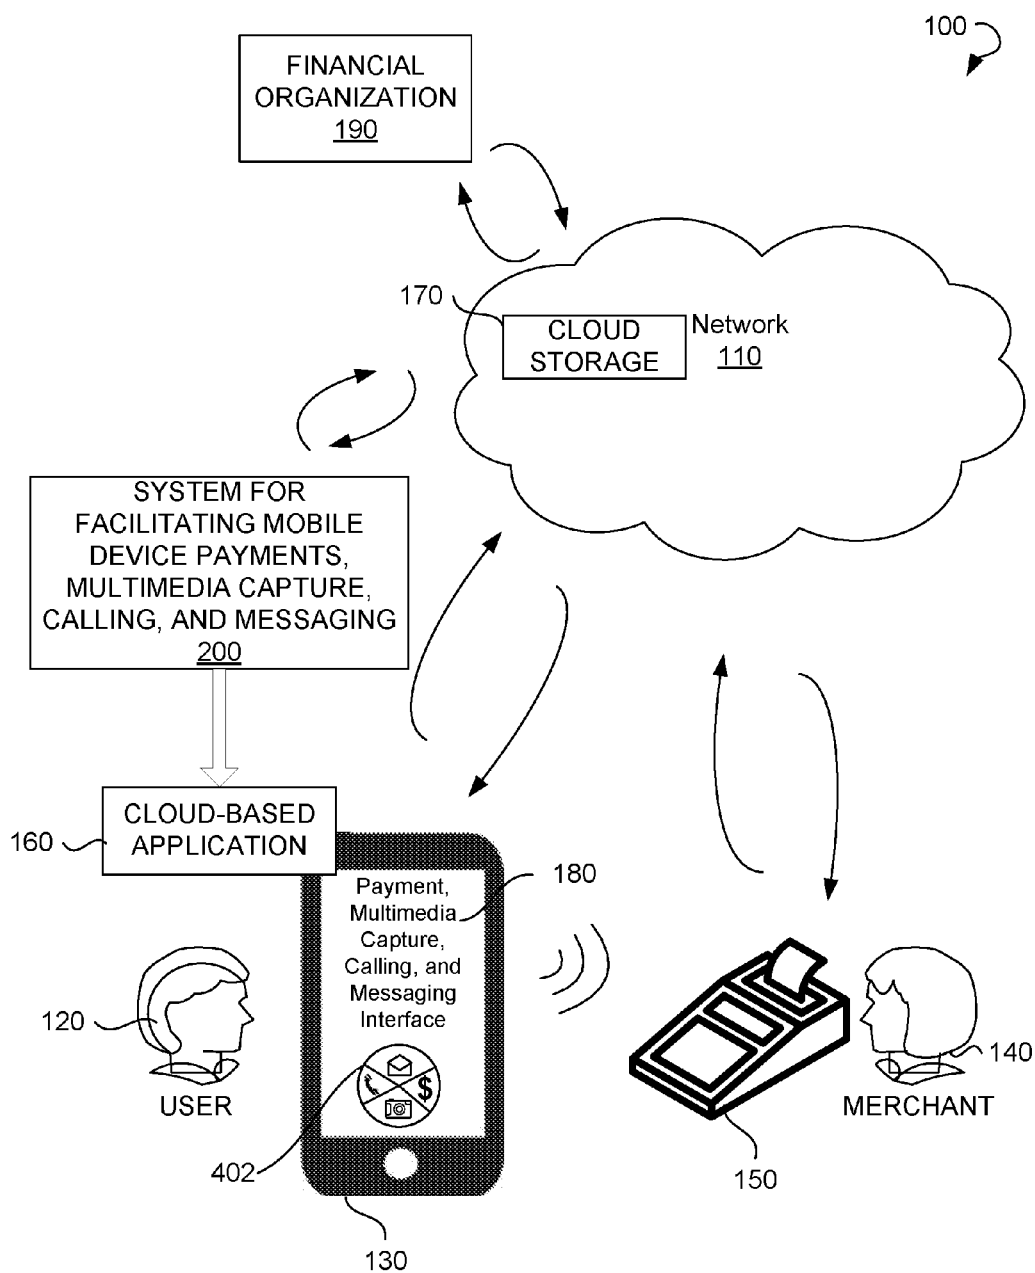 100
FINANCIAL
ORGANIZATION
190
170
CLOUD
STORAGE
Network
110
SYSTEM FOR
FACILITATING MOBILE
DEVICE PAYMENTS,
MULTIMEDIA CAPTURE,
CALLING, AND MESSAGING
200
CLOUD-BASED
APPLICATION
160
180
Payment,
Multimedia
Capture,
Calling, and
Messaging
Interface
$
120
USER
402
130
140
MERCHANT
150